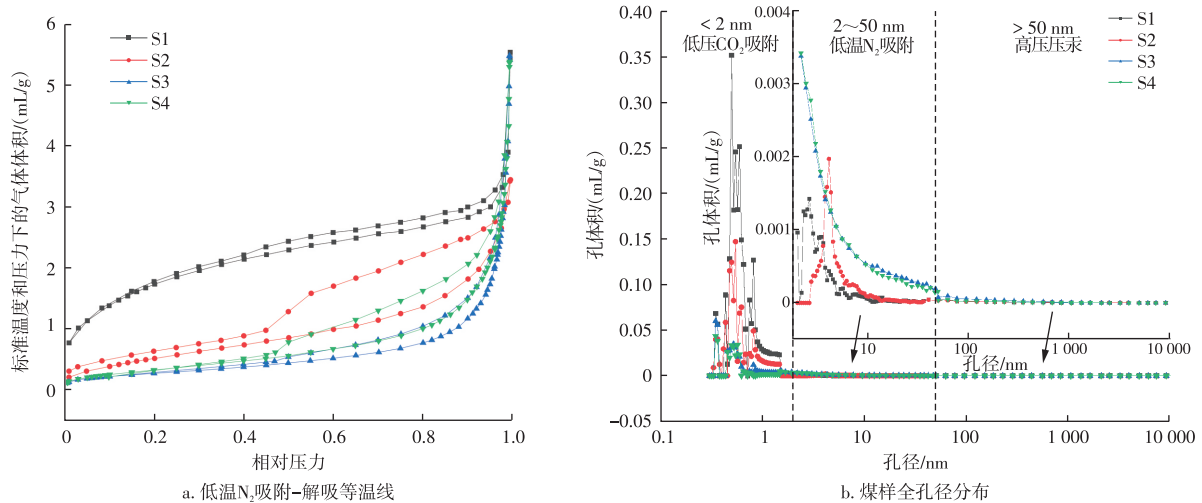 标准温度和压力下的气体体积/(mL/g)
6
5
4
3
2
1
0
S1
S2
S3
S4
0
0.2
0.4
0.6
0.8
1.0
相对压力
a. 低温N2吸附-解吸等温线
孔体积/(mL/g)
0.40
0.35
0.30
0.25
0.20
0.15
0.10
0.05
0
-0.05
< 2 nm
低压CO2吸附
2~50 nm
低温N2吸附
> 50 nm
高压压汞
S1
S2
S3
S4
孔体积/(mL/g)
0.004
0.003
0.002
0.001
0
10
100
1 000
10 000
孔径/nm
0.1
1
10
100
1 000
10 000
孔径/nm
b. 煤样全孔径分布